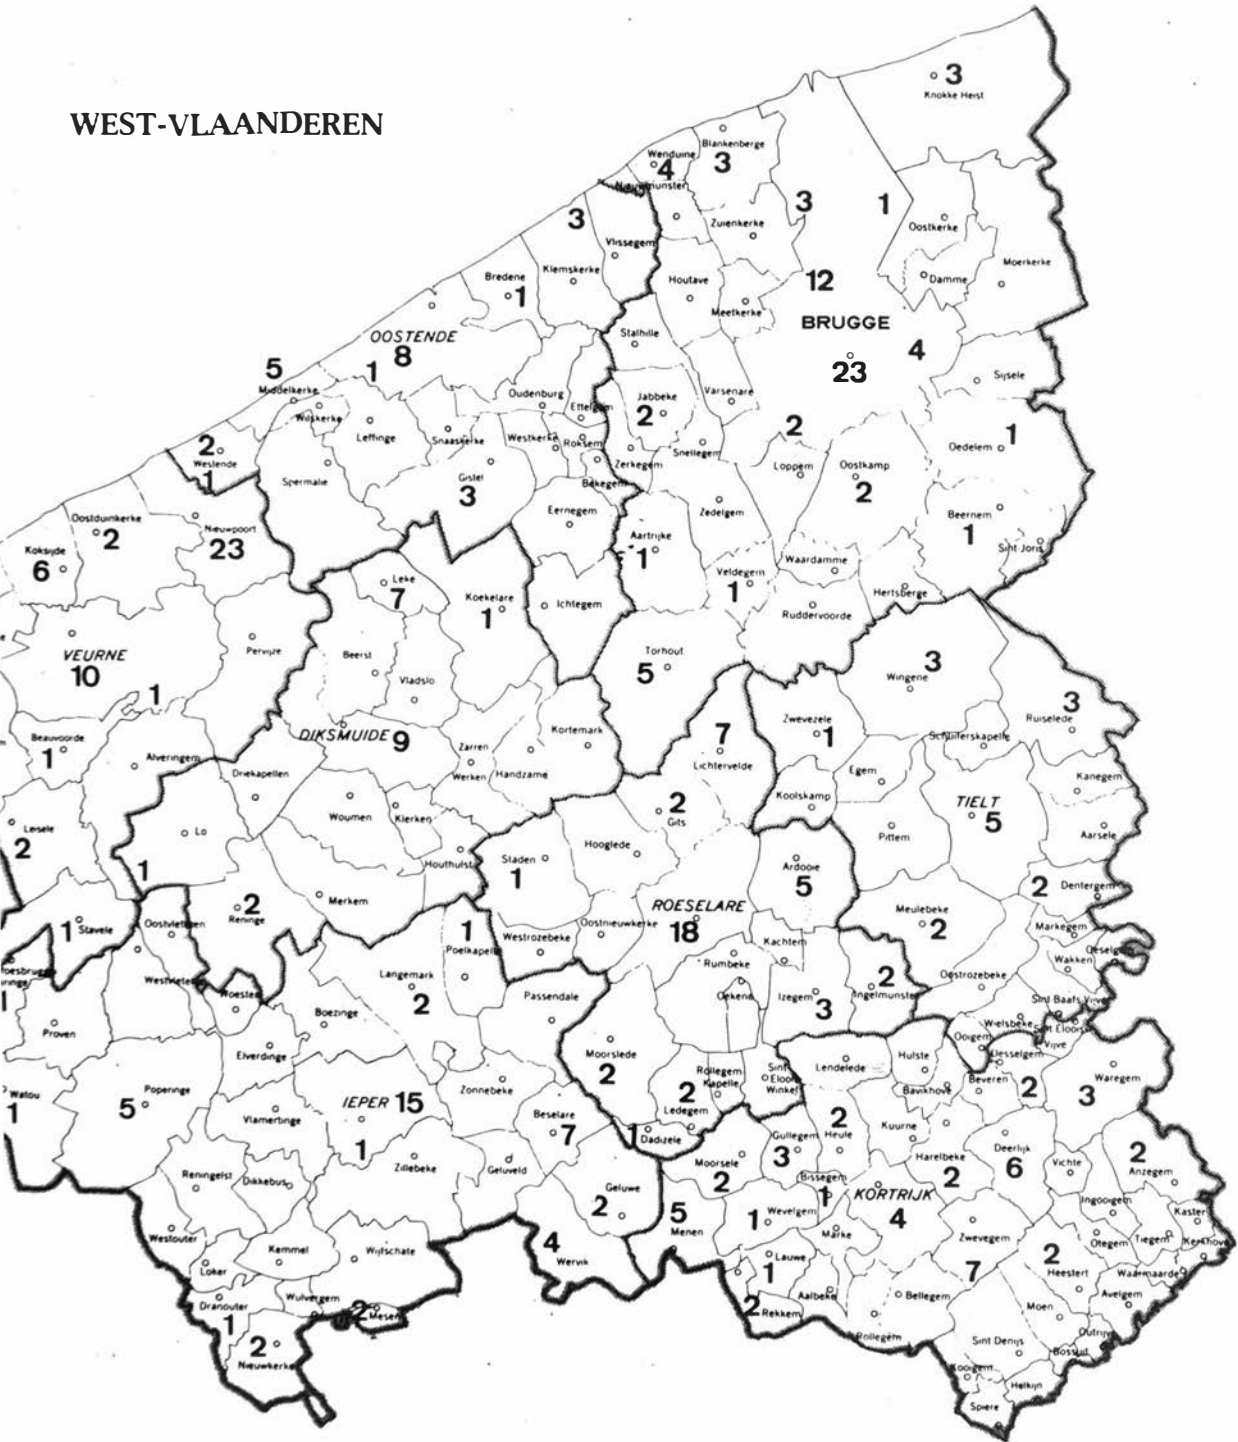 WEST-VLAANDEREN
3
Knokke Heist
Blankenberge
3
Wenduine
4
Nieuwmunster
3
Vlissegem
3
1
Zuienkerke
Oostkerke
Moerkerke
Damme
Klemskerke
Bredene
1
Houtave
Meetkerke
12
BRUGGE
23
4
OOSTENDE
8
1
Stalhille
5
Middelkerke
Wilskerke
Leffinge
Snaaskerke
Oudenburg
Ettelgem
Jabbeke
2
Varsenare
Sijsele
2
Westende
1
Westkerke
Roksem
Zerkegem
Snellegem
2
Loppem
Oostkamp
2
Oedelem
1
Spermalie
Gistel
3
Bekegem
Eernegem
Zedelgem
Beernem
1
Sint Joris
Oostduinkerke
2
Nieuwpoort
23
Koksijde
6
Aartrijke
1
Veldegem
1
Waardamme
Hertsberge
Ruddervoorde
Leke
7
Koekelare
1
Ichtegem
VEURNE
10
1
Pervijze
Beerst
Vladslo
Torhout
5
3
Wingene
3
Ruiselede
Beauvoorde
1
Alveringem
DIKSMUIDE 9
Zarren
Werken
Handzame
Kortemark
7
Lichtervelde
Zwevezele
1
Schuiferskapelle
Driekapellen
Egem
Kanegem
Koolskamp
TIELT
5
Leisele
2
Lo
1
Woumen
Klerken
Houthulst
2
Gits
Hooglede
Pittem
Aarsele
Staden
1
Ardooie
5
2
Dentergem
2
Reninge
Merkem
ROESELARE
18
Meulebeke
2
Markegem
Oeselgem
1
Stavele
Oostvleteren
1
Poelkapelle
Westrozebeke
Oostnieuwkerke
Kachtem
Wakken
Westvleteren
Woesten
Langemark
2
Rumbeke
Oekene
Izegem
3
2
Ingelmunster
Oostrozebeke
Sint Baafs Vijve
Proven
Boezinge
Passendale
Wielsbeke
Sint Eloois
Vijve
Ooigem
Desselgem
Elverdinge
Moorslede
2
Lendelede
Hulste
Bavikhove
Beveren
2
Waregem
3
Watou
1
Poperinge
5
Vlamertinge
IEPER 15
1
Zonnebeke
Rollegem
Kapelle
2
Ledegem
Sint
Eloois
Winkel
Beselare
7
1
Dadizele
Gullegem
3
2
Heule
Kuurne
Harelbeke
2
Deerlijk
6
Vichte
2
Anzegem
Reningelst
Dikkebus
Zillebeke
Geluveld
Moorsele
2
Bissegem
1
KORTRIJK
4
Ingooigem
Kaster
Geluwe
2
5
Menen
1
Wevelgem
Marke
Zwevegem
7
Otegem
Tiegem
Kerkhove
Westouter
Kemmel
Wijtschate
4
Wervik
Lauwe
1
2
Heestert
Waarmaarde
Loker
Dranouter
1
Wulvergem
2
Mesen
2
Rekkem
Aalbeke
Bellegem
Moen
Avelgem
Rollegem
Sint Denijs
Outrijve
Bossuit
2
Nieuwkerke
Kooigem
Helkijn
Spiere